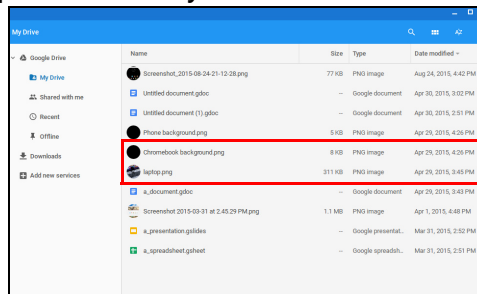 My Drive
Google Drive
My Drive
Shared with me
Recent
Offline
Downloads
Add new services
Name Size Type Date modified
Screenshot_2015-08-24-21-12-28.png 77 KB PNG image Aug 24, 2015, 4:42 PM
Untitled document.gdoc -- Google document Apr 30, 2015, 3:02 PM
Untitled document (1).gdoc -- Google document Apr 30, 2015, 2:51 PM
Phone background.png 5 KB PNG image Apr 29, 2015, 4:26 PM
Chromebook background.png 8 KB PNG image Apr 29, 2015, 4:26 PM
laptop.png 311 KB PNG image Apr 29, 2015, 3:45 PM
a_document.gdoc -- Google document Apr 29, 2015, 3:43 PM
Screenshot 2015-03-31 at 2.45.29 PM.png 1.1 MB PNG image Apr 1, 2015, 4:48 PM
a_presentation.gslides -- Google presentat... Mar 31, 2015, 2:52 PM
a_spreadsheet.gsheet -- Google spreadsh... Mar 31, 2015, 2:51 PM